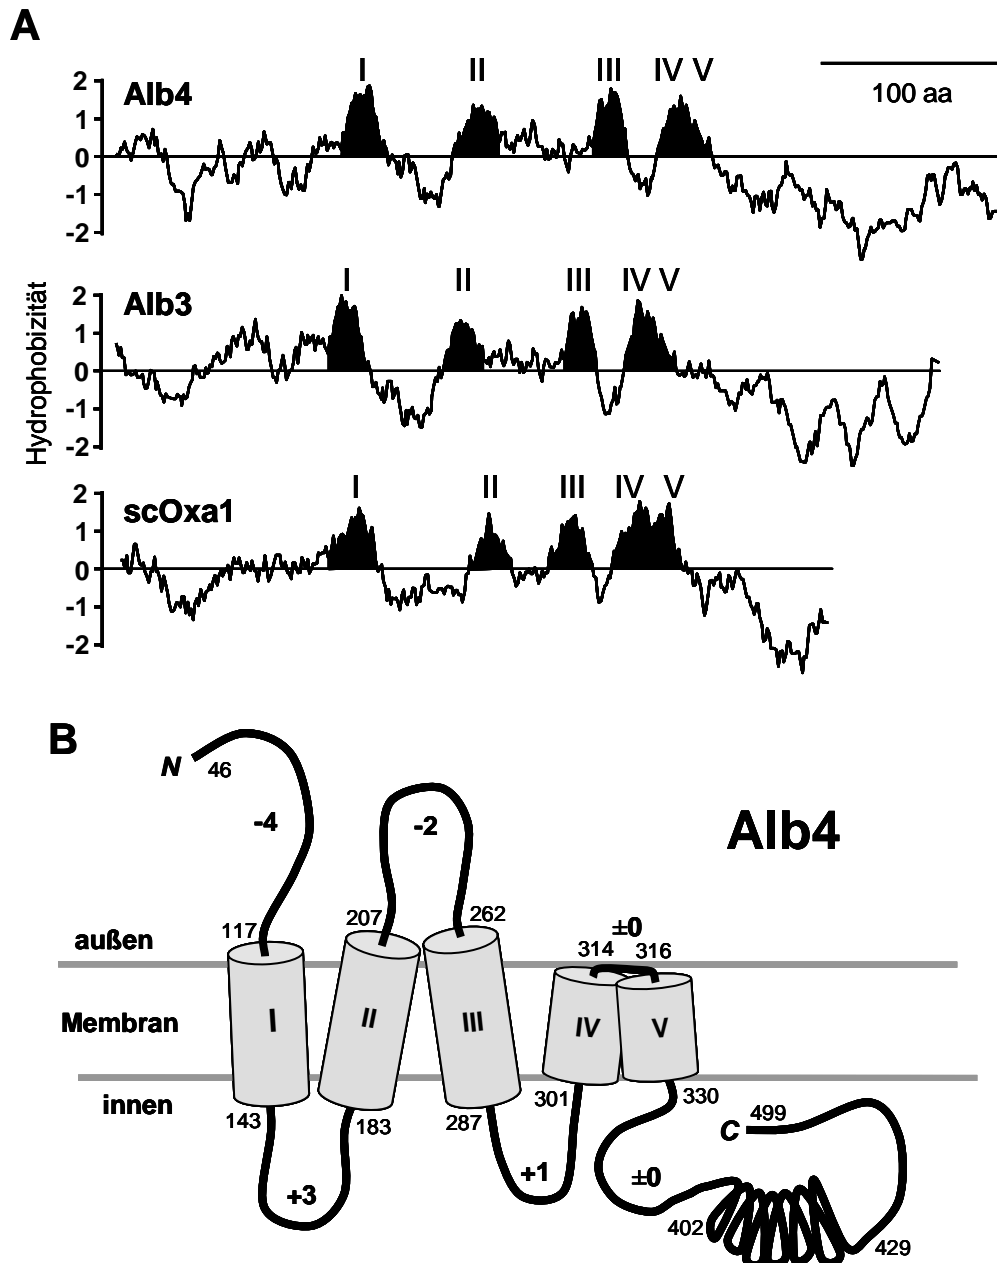 A
I II III IV V
100 aa
Alb4
2
1
0
-1
-2
Hydrophobizität
I II III IV V
Alb3
2
1
0
-1
-2
I II III IV V
scOxa1
2
1
0
-1
-2
B
N
46
-4
-2
Alb4
117
207
262
±0
314 316
außen
Membran
I II III IV V
innen
143
183
287
301
330
C 499
+3
+1
±0
402
429